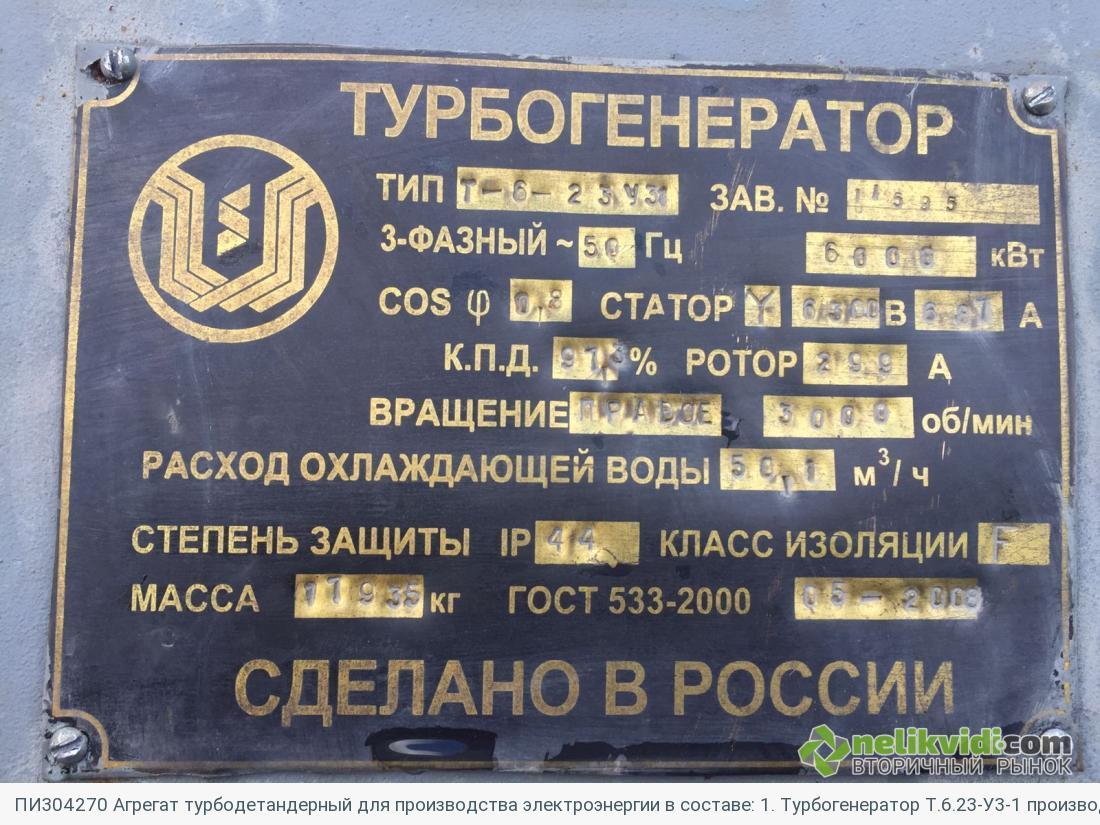 ТУРБОГЕНЕРАТОР
ТИП Т-6-23У3 ЗАВ. №
3-ФАЗНЫЙ ~ 50 Гц 6000 кВт
COS φ 0,8 СТАТОР Y 6300 В 687 А
К.П.Д. 97,3 % РОТОР 299 А
ВРАЩЕНИЕ ПРАВОЕ 3000 об/мин
РАСХОД ОХЛАЖДАЮЩЕЙ ВОДЫ 50,1 м³/ч
СТЕПЕНЬ ЗАЩИТЫ IP 44 КЛАСС ИЗОЛЯЦИИ F
МАССА 17935 кг ГОСТ 533-2000 05-2008
СДЕЛАНО В РОССИИ
nelikvidi.com
ВТОРИЧНЫЙ РЫНОК
ПИ304270 Агрегат турбодетандерный для производства электроэнергии в составе: 1. Турбогенератор Т.6.23-У3-1 произво